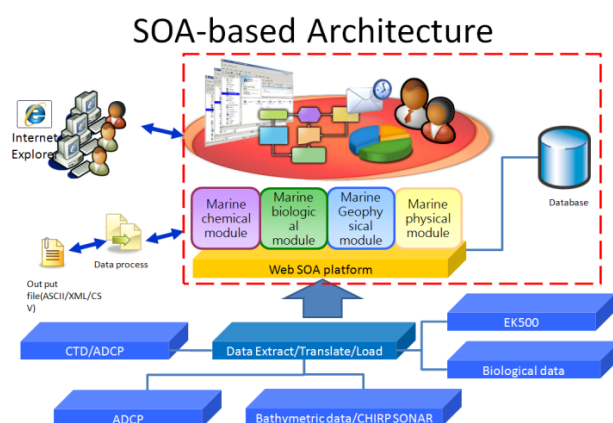 SOA-based Architecture
Internet
Explorer
Marine
chemical
module
Marine
biologic
al
module
Marine
Geophy
sical
module
Marine
physical
module
Database
Data process
Out put
file(ASCII/XML/CS
V)
Web SOA platform
EK500
CTD/ADCP
Data Extract/Translate/Load
Biological data
ADCP
Bathymetric data/CHIRP SONAR